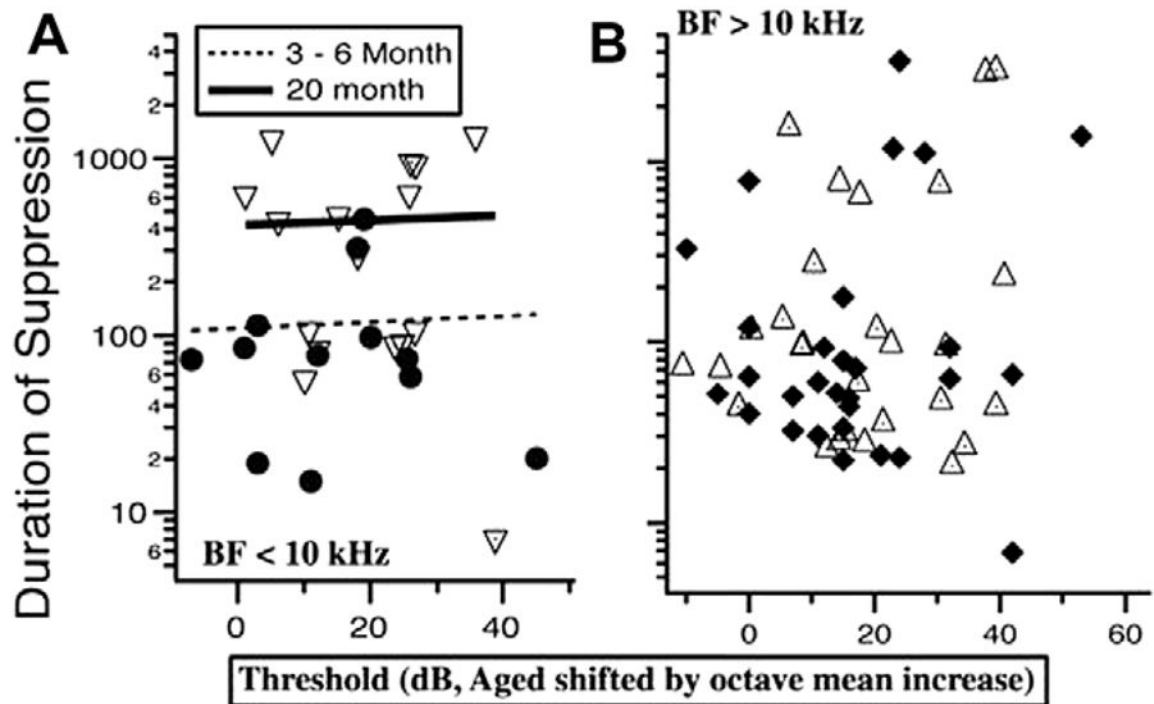 A
B
BF > 10 kHz
3 - 6 Month
20 month
Duration of Suppression
4
2
1000
6
4
2
100
6
4
2
10
6
BF < 10 kHz
0 20 40
0 20 40 60
Threshold (dB, Aged shifted by octave mean increase)